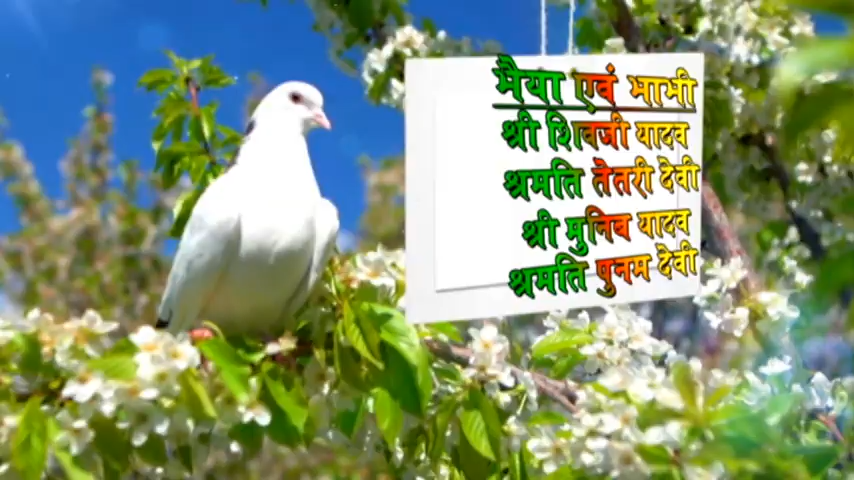 भैया एवं भाभी
श्री शिवजी यादव
श्रमति तेतरी देवी
श्री मुनिब यादव
श्रमति पुनम देवी